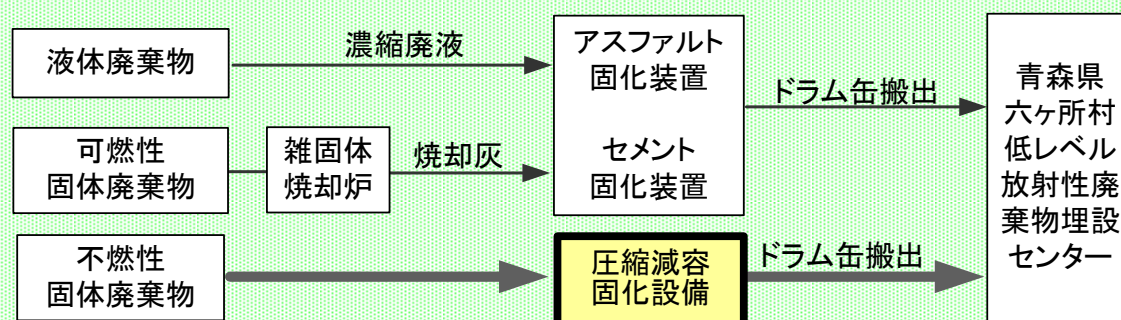 液体廃棄物
濃縮廃液
アスファルト
固化装置
ドラム缶搬出
可燃性
固体廃棄物
雑固体
焼却炉
焼却灰
セメント
固化装置
不燃性
固体廃棄物
圧縮減容
固化設備
ドラム缶搬出
青森県
六ヶ所村
低レベル
放射性廃
棄物埋設
センター